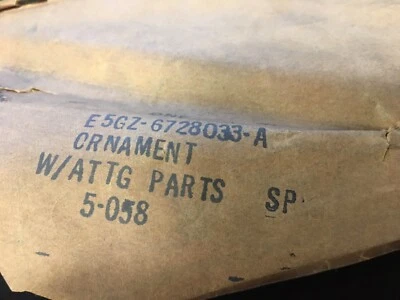 E5GZ-6728033-A
CRNAMENT
W/ATTG PARTS SP
5-058